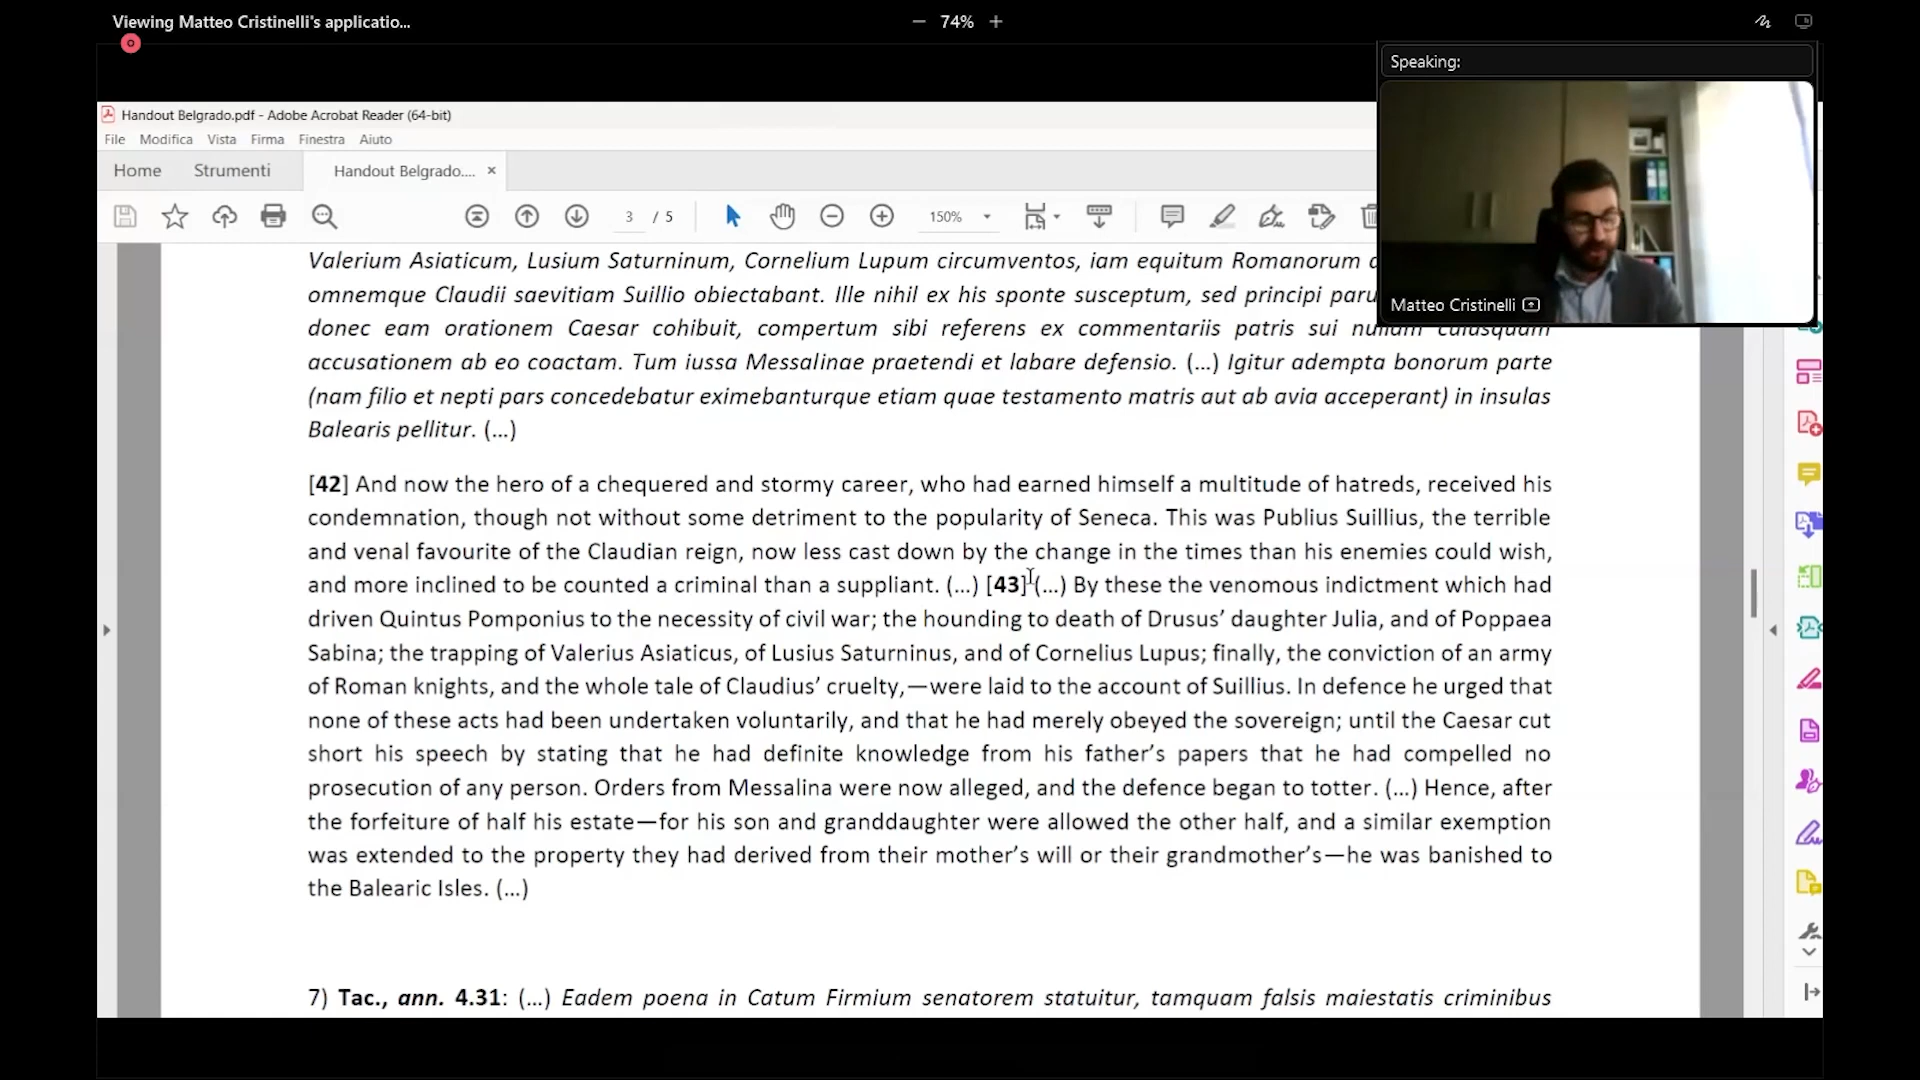 Viewing Matteo Cristinelli's applicatio...
74%
Speaking:
Matteo Cristinelli
Handout Belgrado.pdf - Adobe Acrobat Reader (64-bit)
File Modifica Vista Firma Finestra Aiuto
Home Strumenti Handout Belgrado....
3 / 5 150%
Valerium Asiaticum, Lusium Saturninum, Cornelium Lupum circumventos, iam equitum Romanorum
omnemque Claudii saevitiam Suillio obiectabant. Ille nihil ex his sponte susceptum, sed principi
donec eam orationem Caesar cohibuit, compertum sibi referens ex commentariis patris sui nullam cuiusquam
accusationem ab eo coactam. Tum iussa Messalinae praetendi et labare defensio. (...) Igitur adempta bonorum parte
(nam filio et nepti pars concedebatur eximebanturque etiam quae testamento matris aut ab avia acceperant) in insulas
Balearis pellitur. (...)
[42] And now the hero of a chequered and stormy career, who had earned himself a multitude of hatreds, received his
condemnation, though not without some detriment to the popularity of Seneca. This was Publius Suillius, the terrible
and venal favourite of the Claudian reign, now less cast down by the change in the times than his enemies could wish,
and more inclined to be counted a criminal than a suppliant. (...) [43] (...) By these the venomous indictment which had
driven Quintus Pomponius to the necessity of civil war; the hounding to death of Drusus’ daughter Julia, and of Poppaea
Sabina; the trapping of Valerius Asiaticus, of Lusius Saturninus, and of Cornelius Lupus; finally, the conviction of an army
of Roman knights, and the whole tale of Claudius’ cruelty,—were laid to the account of Suillius. In defence he urged that
none of these acts had been undertaken voluntarily, and that he had merely obeyed the sovereign; until the Caesar cut
short his speech by stating that he had definite knowledge from his father’s papers that he had compelled no
prosecution of any person. Orders from Messalina were now alleged, and the defence began to totter. (...) Hence, after
the forfeiture of half his estate—for his son and granddaughter were allowed the other half, and a similar exemption
was extended to the property they had derived from their mother’s will or their grandmother’s—he was banished to
the Balearic Isles. (...)
7) Tac., ann. 4.31: (...) Eadem poena in Catum Firmium senatorem statuitur, tamquam falsis maiestatis criminibus